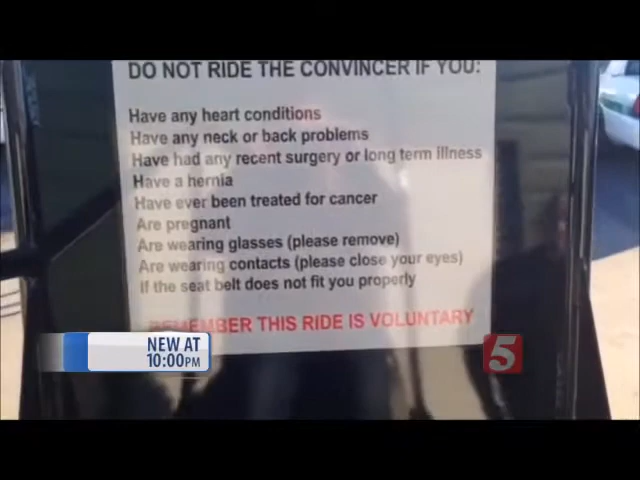 DO NOT RIDE THE CONVINCER IF YOU:
Have any heart conditions
Have any neck or back problems
Have had any recent surgery or long term illness
Have a hernia
Have ever been treated for cancer
Are pregnant
Are wearing glasses (please remove)
Are wearing contacts (please close your eyes)
If the seat belt does not fit you properly
REMEMBER THIS RIDE IS VOLUNTARY
NEW AT
10:00PM
5